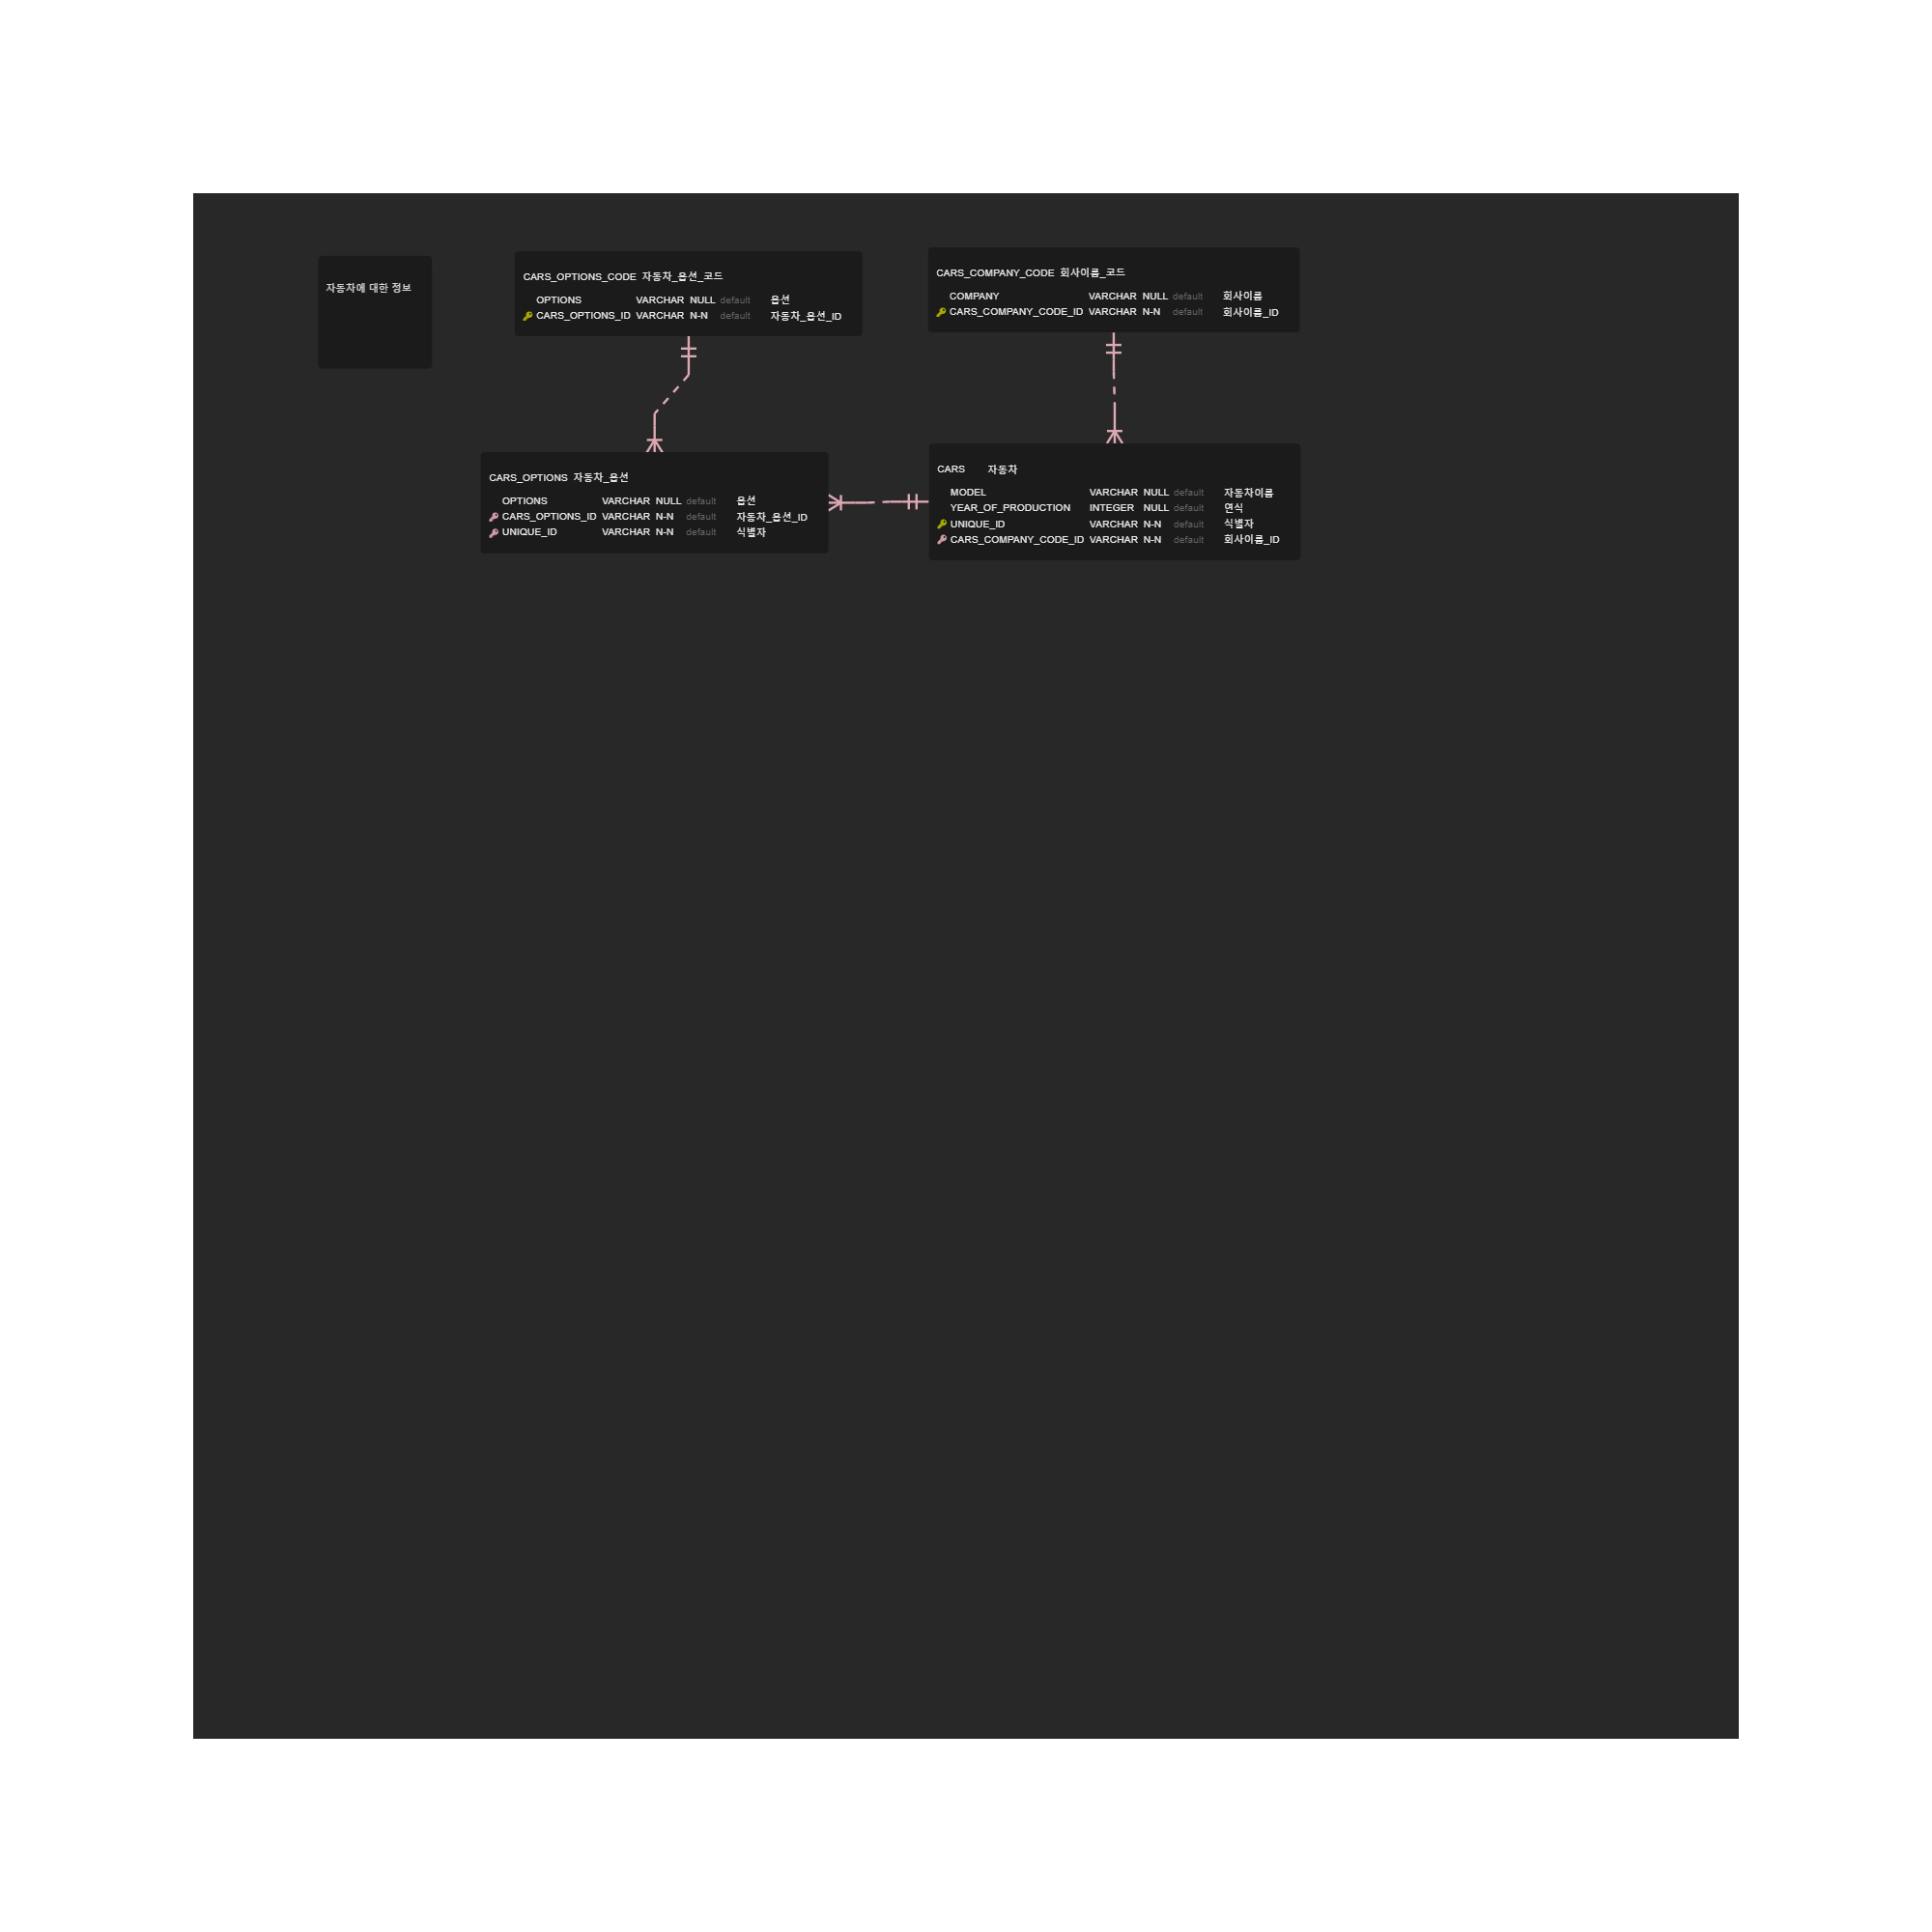 자동차에 대한 정보
CARS_OPTIONS_CODE 자동차_옵션_코드
OPTIONS VARCHAR NULL default 옵션
CARS_OPTIONS_ID VARCHAR N-N default 자동차_옵션_ID
CARS_COMPANY_CODE 회사이름_코드
COMPANY VARCHAR NULL default 회사이름
CARS_COMPANY_CODE_ID VARCHAR N-N default 회사이름_ID
CARS_OPTIONS 자동차_옵션
OPTIONS VARCHAR NULL default 옵션
CARS_OPTIONS_ID VARCHAR N-N default 자동차_옵션_ID
UNIQUE_ID VARCHAR N-N default 식별자
CARS 자동차
MODEL VARCHAR NULL default 자동차이름
YEAR_OF_PRODUCTION INTEGER NULL default 연식
UNIQUE_ID VARCHAR N-N default 식별자
CARS_COMPANY_CODE_ID VARCHAR N-N default 회사이름_ID